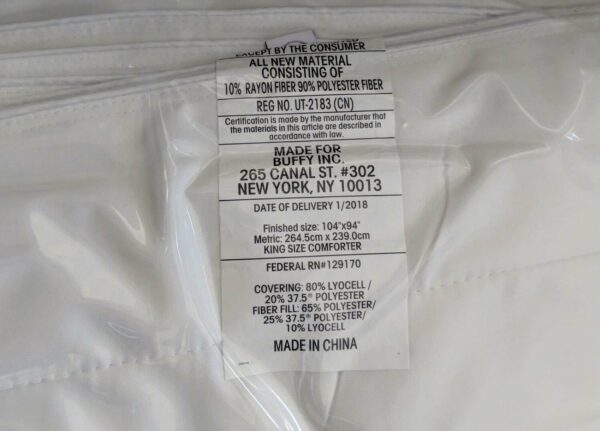 EXCEPT BY THE CONSUMER
ALL NEW MATERIAL
CONSISTING OF
10% RAYON FIBER 90% POLYESTER FIBER
REG NO. UT-2183 (CN)
Certification is made by the manufacturer that
the materials in this article are described in
accordance with law.
MADE FOR
BUFFY INC.
265 CANAL ST. #302
NEW YORK, NY 10013
DATE OF DELIVERY 1/2018
Finished size: 104"x94"
Metric: 264.5cm x 239.0cm
KING SIZE COMFORTER
FEDERAL RN#129170
COVERING: 80% LYOCELL /
20% 37.5® POLYESTER
FIBER FILL: 65% POLYESTER/
25% 37.5® POLYESTER/
10% LYOCELL
MADE IN CHINA